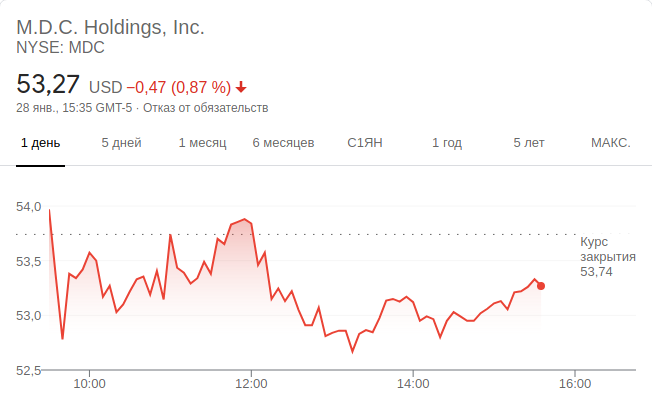 M.D.C. Holdings, Inc.
NYSE: MDC
53,27 USD −0,47 (0,87 %)
28 янв., 15:35 GMT-5 · Отказ от обязательств
1 день 5 дней 1 месяц 6 месяцев С1ЯН 1 год 5 лет МАКС.
54,0
Курс
закрытия
53,74
53,5
53,0
52,5
10:00 12:00 14:00 16:00